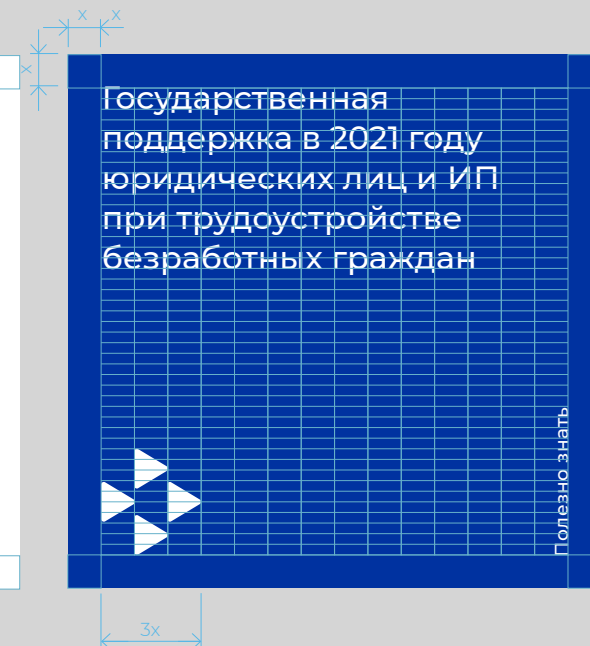 x x
x
Государственная
поддержка в 2021 году
юридических лиц и ИП
при трудоустройстве
безработных граждан
Полезно знать
3x